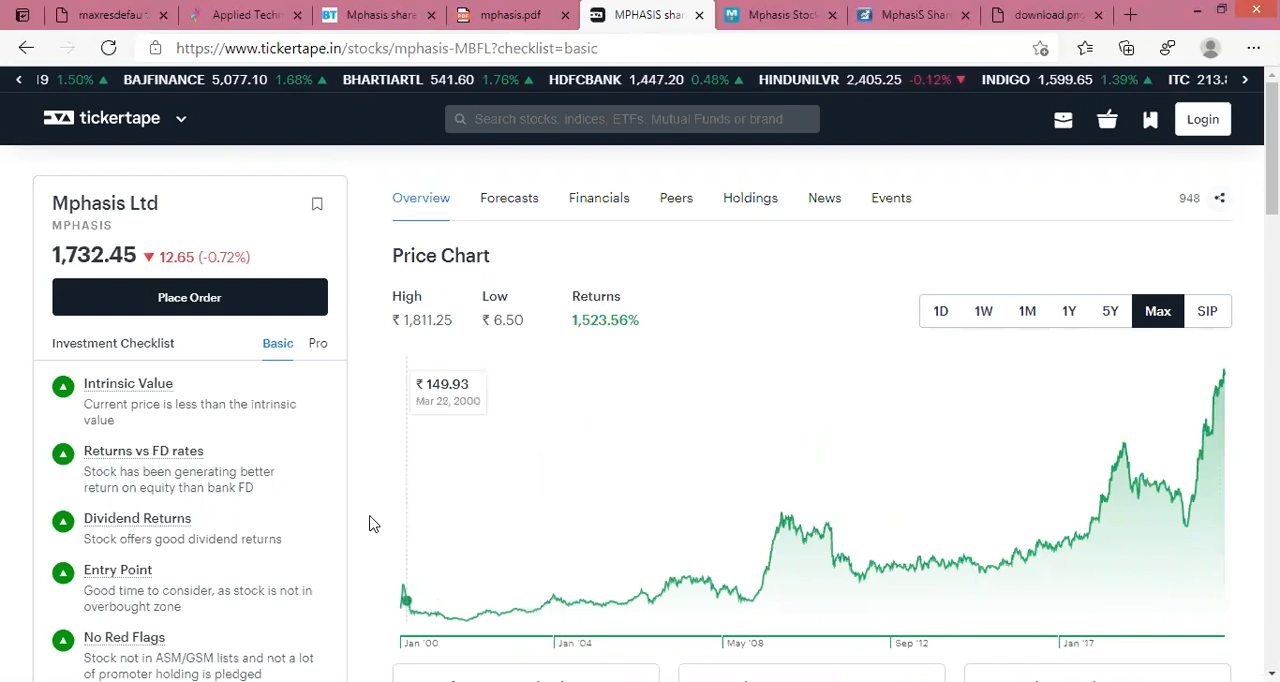 maxresdefau
Applied Techn
BT Mphasis share
PDF mphasis.pdf
MPHASIS shar
Mphasis Stock
MphasiS Shar
download.png
https://www.tickertape.in/stocks/mphasis-MBFL?checklist=basic
19 1.50% ▲ BAJFINANCE 5,077.10 1.68% ▲ BHARTIARTL 541.60 1.76% ▲ HDFCBANK 1,447.20 0.48% ▲ HINDUNILVR 2,405.25 -0.12% ▼ INDIGO 1,599.65 1.39% ▲ ITC 213.
tickertape
Search stocks, indices, ETFs, Mutual Funds or brand
Login
Mphasis Ltd
MPHASIS
1,732.45 ▼ 12.65 (-0.72%)
Place Order
Investment Checklist Basic Pro
Intrinsic Value
Current price is less than the intrinsic
value
Returns vs FD rates
Stock has been generating better
return on equity than bank FD
Dividend Returns
Stock offers good dividend returns
Entry Point
Good time to consider, as stock is not in
overbought zone
No Red Flags
Stock not in ASM/GSM lists and not a lot
of promoter holding is pledged
Overview Forecasts Financials Peers Holdings News Events 948
Price Chart
High Low Returns
₹ 1,811.25 ₹ 6.50 1,523.56%
1D 1W 1M 1Y 5Y Max SIP
₹ 149.93
Mar 22, 2000
Jan '00 Jan '04 May '08 Sep '12 Jan '17